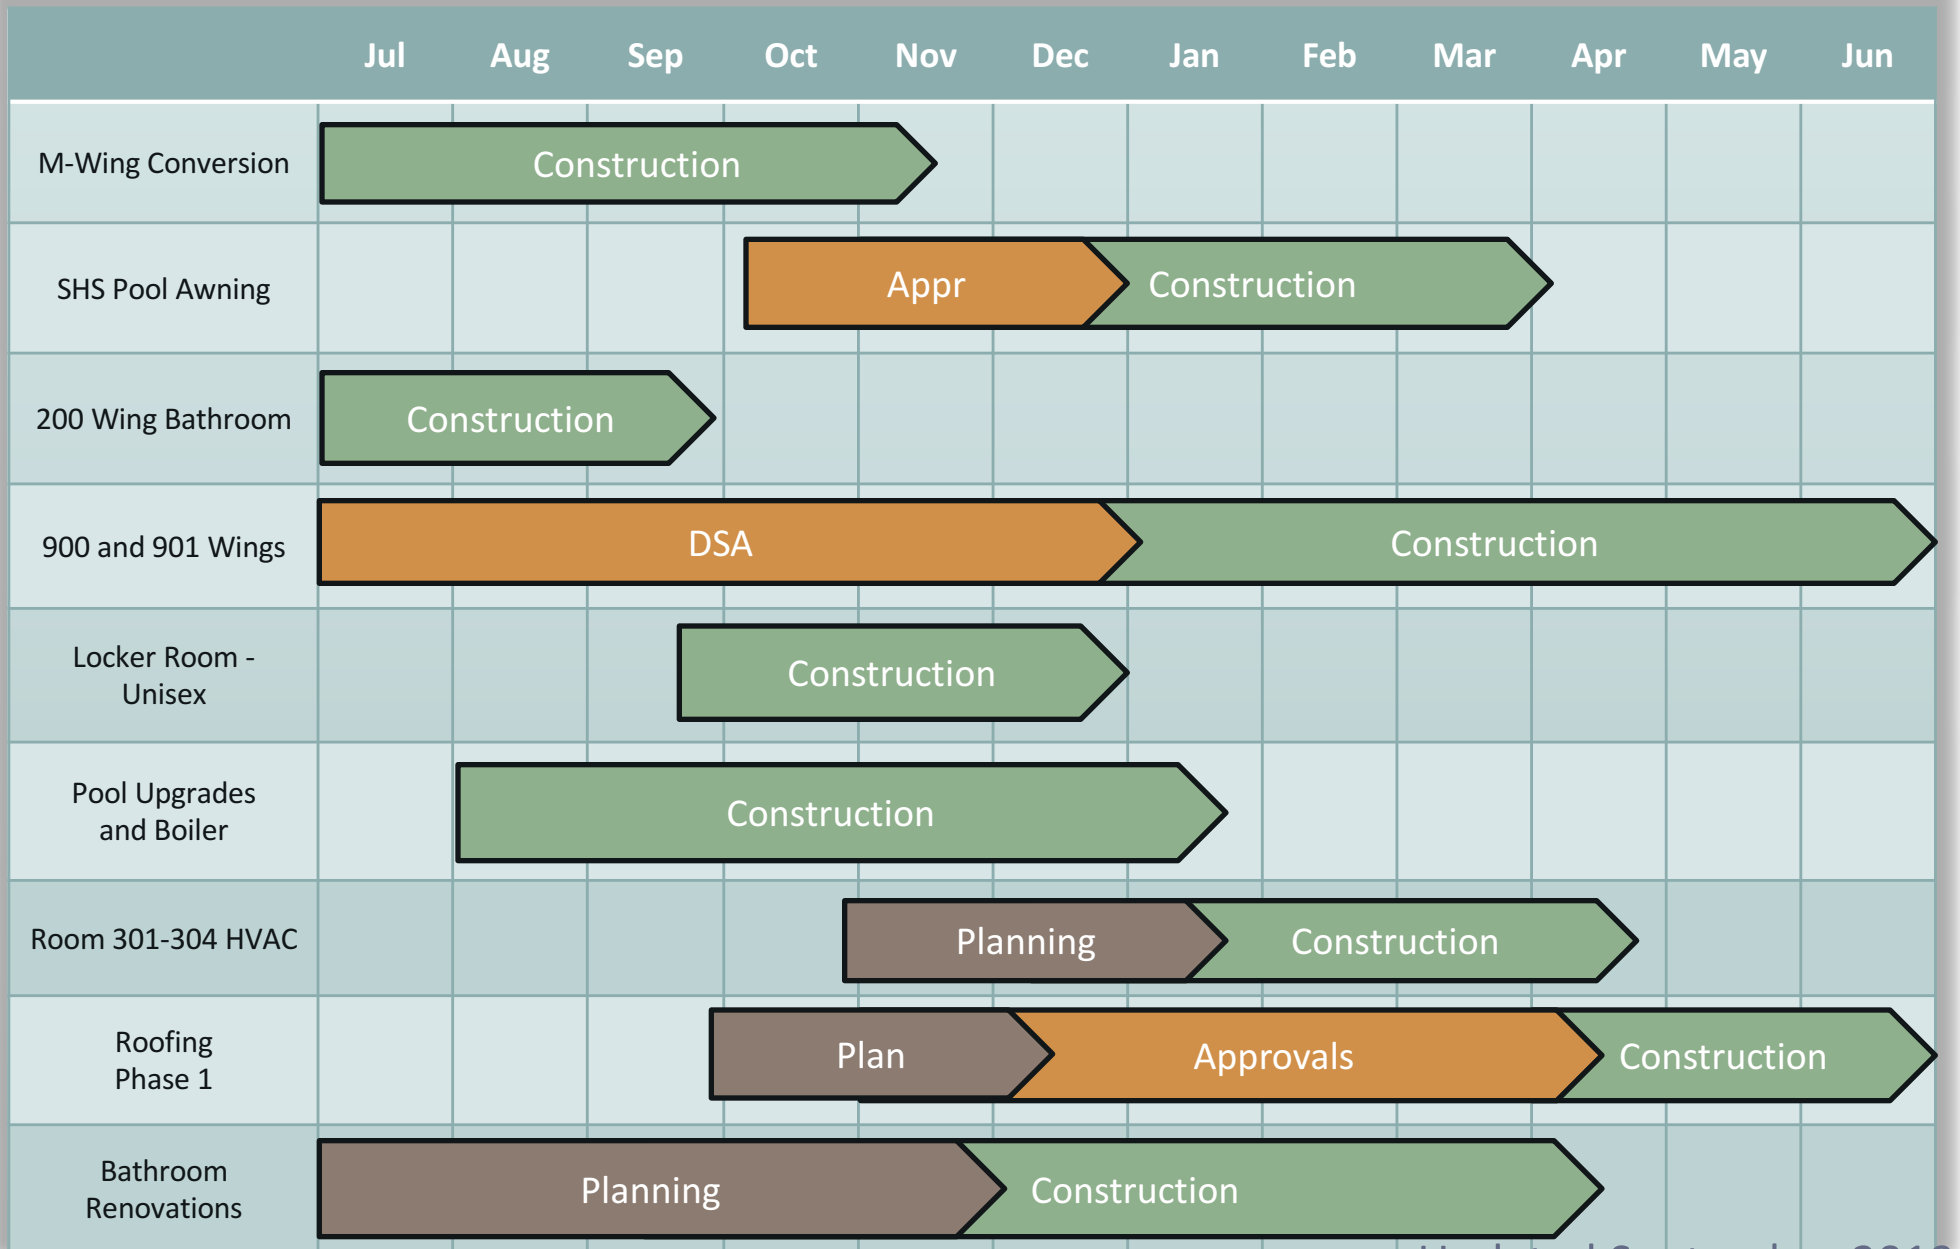 Jul Aug Sep Oct Nov Dec Jan Feb Mar Apr May Jun
M-Wing Conversion
Construction
SHS Pool Awning
Appr
Construction
200 Wing Bathroom
Construction
900 and 901 Wings
DSA
Construction
Locker Room -
Unisex
Construction
Pool Upgrades
and Boiler
Construction
Room 301-304 HVAC
Planning
Construction
Roofing
Phase 1
Plan
Approvals
Construction
Bathroom
Renovations
Planning
Construction